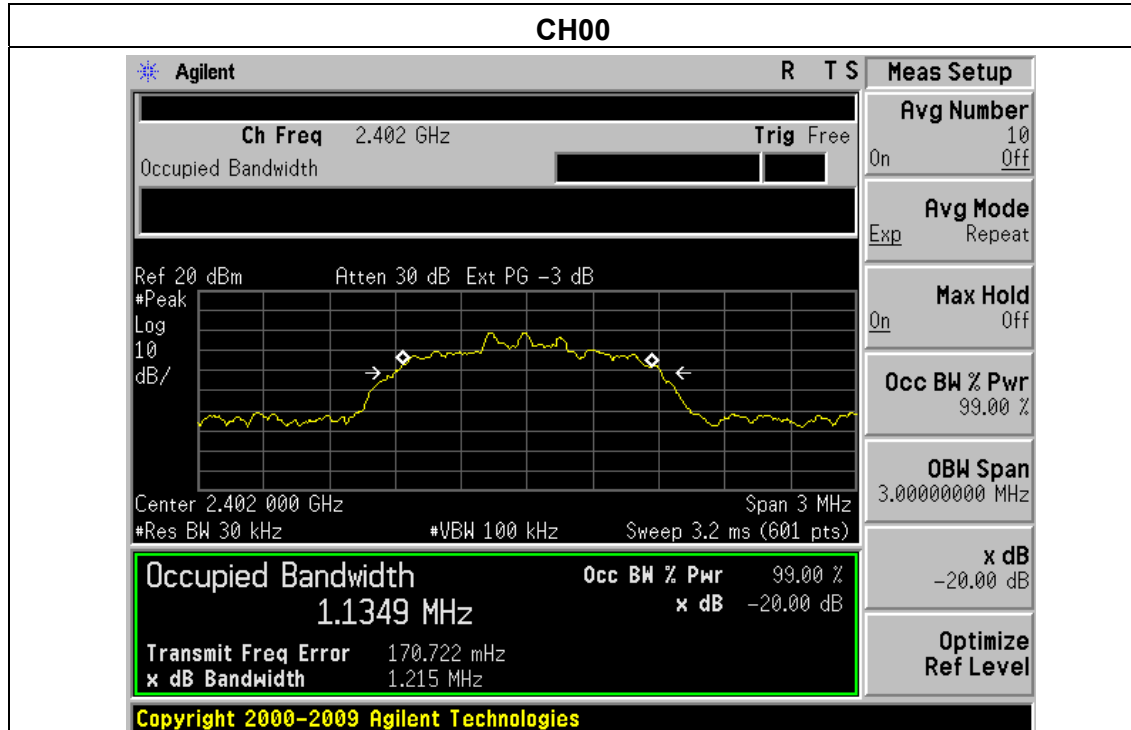 CH00
Agilent R T S
Ch Freq 2.402 GHz Trig Free
Occupied Bandwidth
Ref 20 dBm Atten 30 dB Ext PG -3 dB
#Peak
Log
10
dB/
Center 2.402 000 GHz Span 3 MHz
#Res BW 30 kHz #VBW 100 kHz Sweep 3.2 ms (601 pts)
Occupied Bandwidth Occ BW % Pwr 99.00 %
1.1349 MHz x dB -20.00 dB
Transmit Freq Error 170.722 mHz
x dB Bandwidth 1.215 MHz
Copyright 2000-2009 Agilent Technologies
Meas Setup
Avg Number
10
On Off
Avg Mode
Exp Repeat
Max Hold
On Off
Occ BW % Pwr
99.00 %
OBW Span
3.00000000 MHz
x dB
-20.00 dB
Optimize
Ref Level